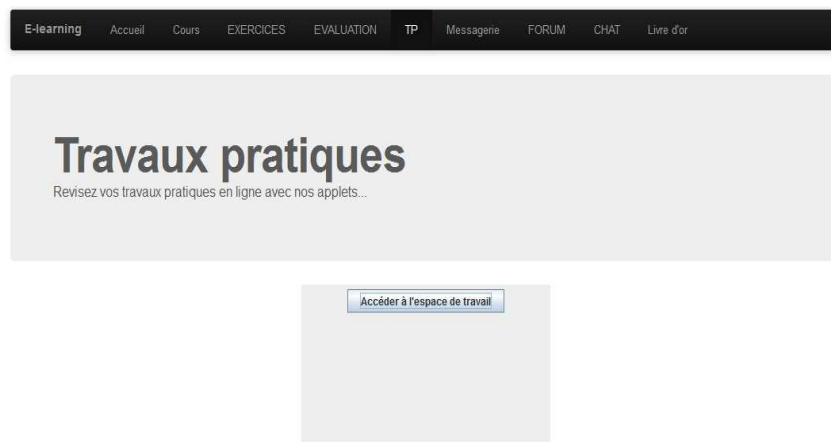 E-learning Accueil Cours EXERCICES EVALUATION TP Messagerie FORUM CHAT Livre d'or
Travaux pratiques
Revisez vos travaux pratiques en ligne avec nos applets...
Accéder à l'espace de travail